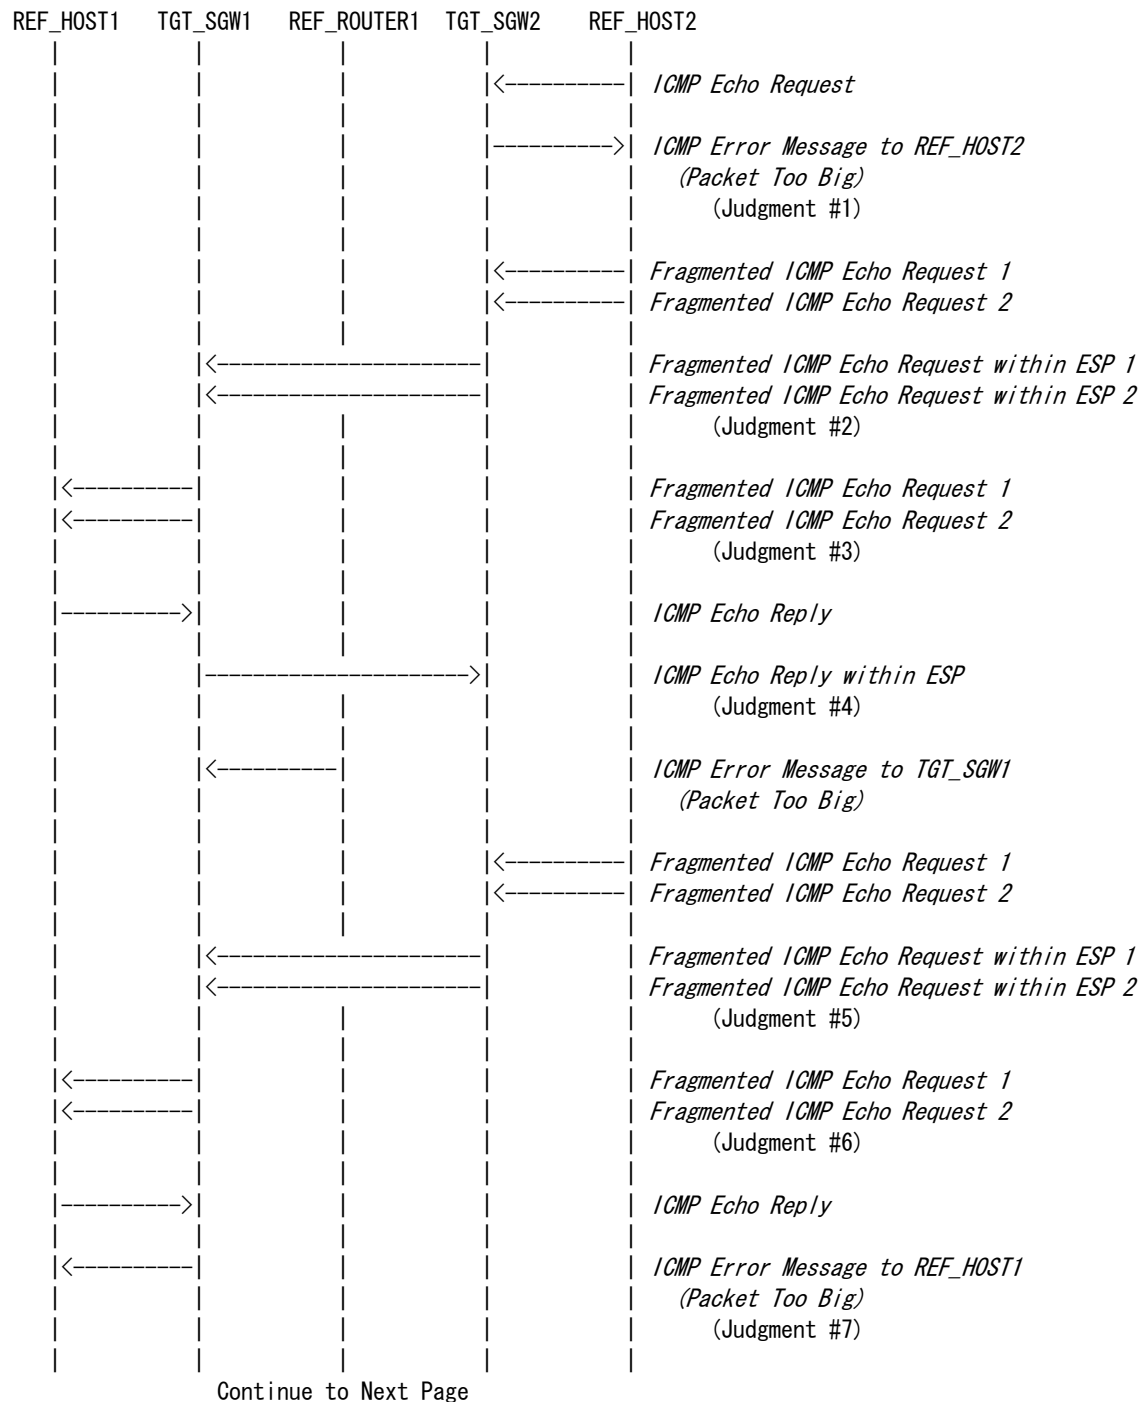 REF_HOST1 TGT_SGW1 REF_ROUTER1 TGT_SGW2 REF_HOST2
ICMP Echo Request
ICMP Error Message to REF_HOST2
(Packet Too Big)
(Judgment #1)
Fragmented ICMP Echo Request 1
Fragmented ICMP Echo Request 2
Fragmented ICMP Echo Request within ESP 1
Fragmented ICMP Echo Request within ESP 2
(Judgment #2)
Fragmented ICMP Echo Request 1
Fragmented ICMP Echo Request 2
(Judgment #3)
ICMP Echo Reply
ICMP Echo Reply within ESP
(Judgment #4)
ICMP Error Message to TGT_SGW1
(Packet Too Big)
Fragmented ICMP Echo Request 1
Fragmented ICMP Echo Request 2
Fragmented ICMP Echo Request within ESP 1
Fragmented ICMP Echo Request within ESP 2
(Judgment #5)
Fragmented ICMP Echo Request 1
Fragmented ICMP Echo Request 2
(Judgment #6)
ICMP Echo Reply
ICMP Error Message to REF_HOST1
(Packet Too Big)
(Judgment #7)
Continue to Next Page